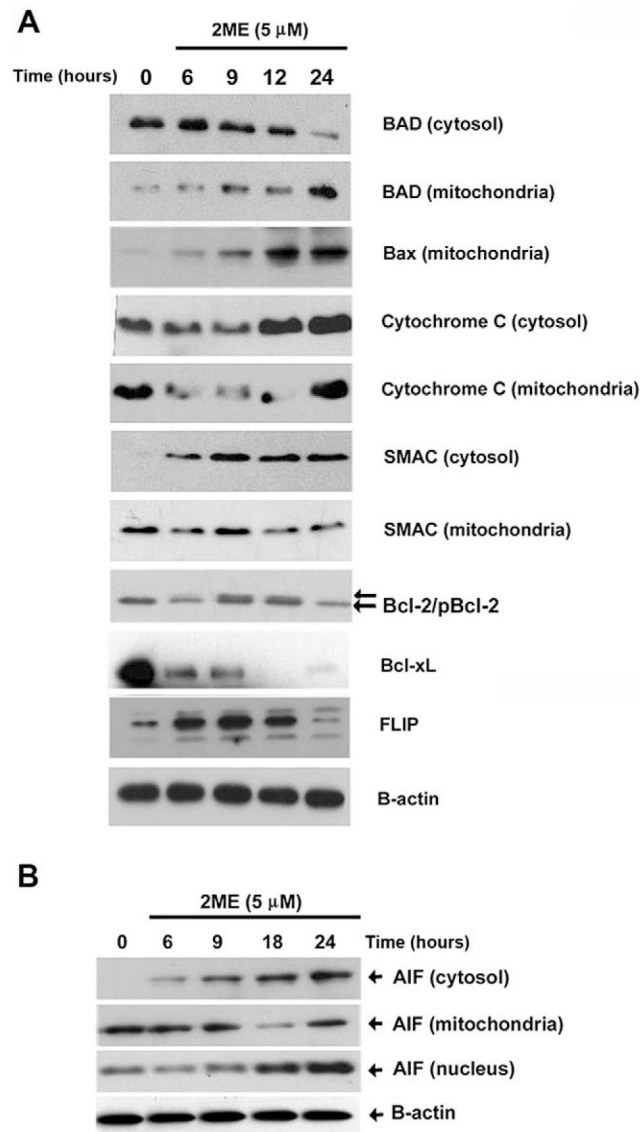 A
2ME (5 μM)
Time (hours) 0 6 9 12 24
BAD (cytosol)
BAD (mitochondria)
Bax (mitochondria)
Cytochrome C (cytosol)
Cytochrome C (mitochondria)
SMAC (cytosol)
SMAC (mitochondria)
Bcl-2/pBcl-2
Bcl-xL
FLIP
B-actin
B
2ME (5 μM)
0 6 9 18 24 Time (hours)
AIF (cytosol)
AIF (mitochondria)
AIF (nucleus)
B-actin